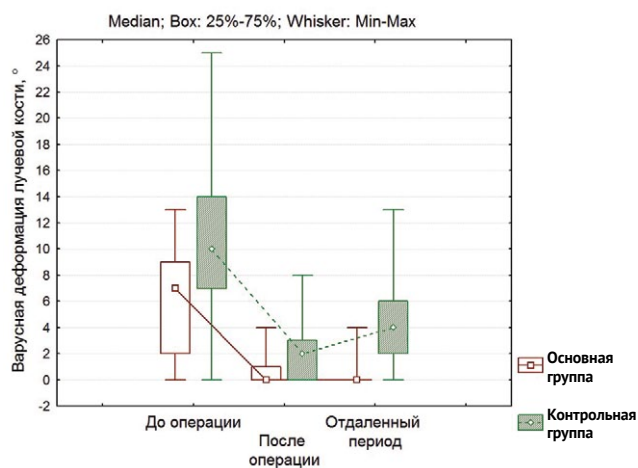 Median; Box: 25%-75%; Whisker: Min-Max
Варусная деформация лучевой кости, °
26
24
22
20
18
16
14
12
10
8
6
4
2
0
-2
До операции
После
операции
Отдаленный
период
Основная
группа
Контрольная
группа